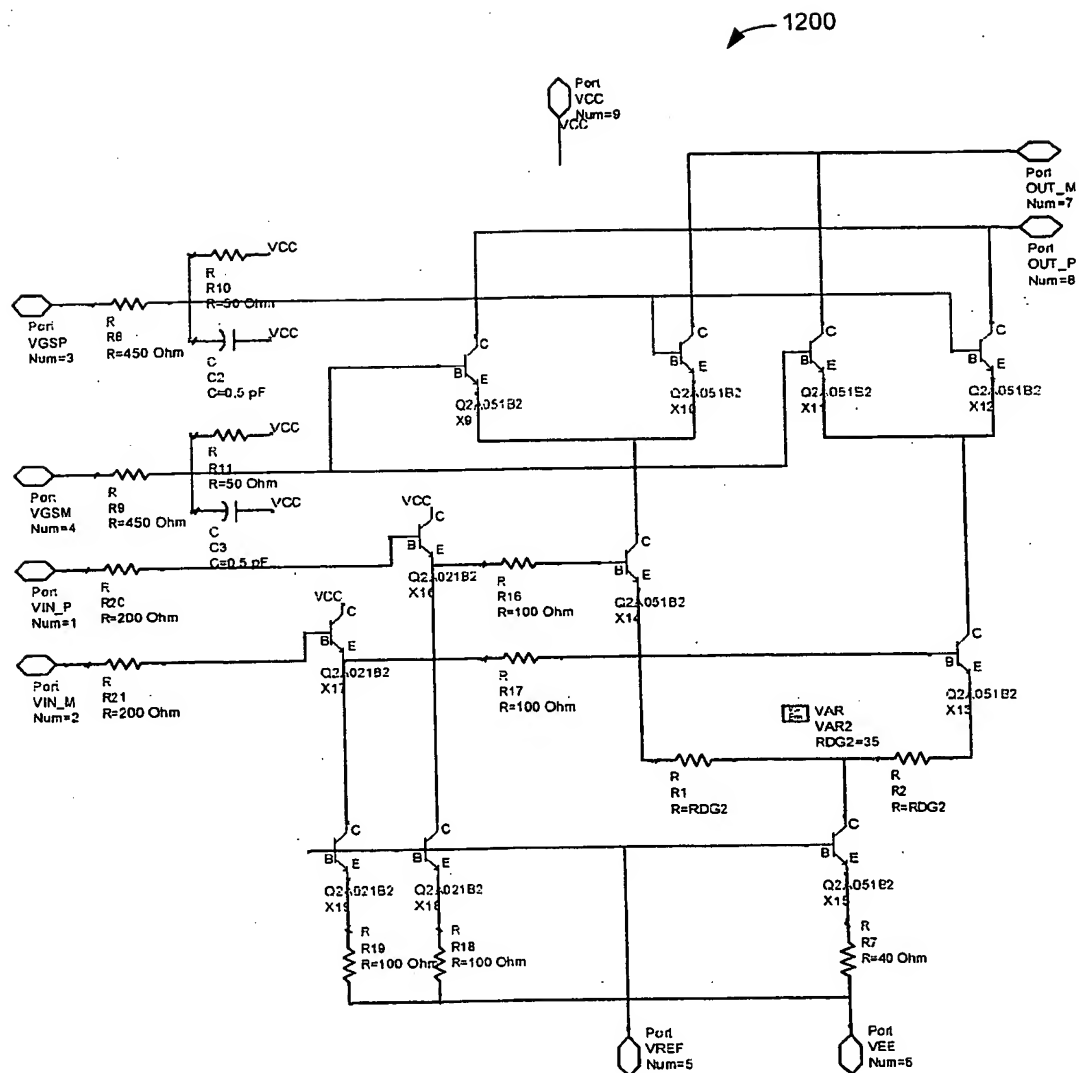 1200
Port
VCC
Num=9
VCC
Port
OUT_M
Num=7
Port
OUT_P
Num=8
VCC
R
R10
R=50 Ohm
VCC
C
C2
C=0.5 pF
Port
VGSP
Num=3
R
R8
R=450 Ohm
C
B
E
X9
C
B
E
X10
C
B
E
X11
C
B
E
X12
VCC
R
R11
R=50 Ohm
VCC
C
C3
C=0.5 pF
Port
VGSM
Num=4
R
R9
R=450 Ohm
VCC
C
B
E
X16
R
R16
R=100 Ohm
C
B
E
X14
Port
VIN_P
Num=1
R
R20
R=200 Ohm
VCC
C
B
E
X17
R
R17
R=100 Ohm
C
B
E
X13
Port
VIN_M
Num=2
R
R21
R=200 Ohm
VAR
VAR2
RDG2=35
R
R1
R=RDG2
R
R2
R=RDG2
C
B
E
X19
C
B
E
X18
C
B
E
X15
R
R19
R=100 Ohm
R
R18
R=100 Ohm
R
R7
R=40 Ohm
Port
VREF
Num=5
Port
VEE
Num=6